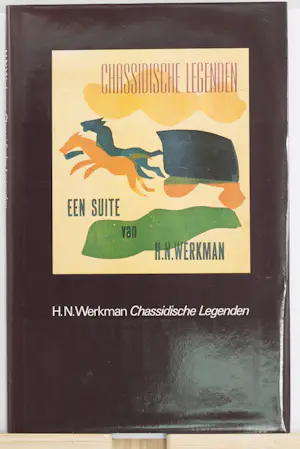 CHASSIDISCHE LEGENDEN
EEN SUITE
van
H.N.WERKMAN
H.N.Werkman Chassidische Legenden